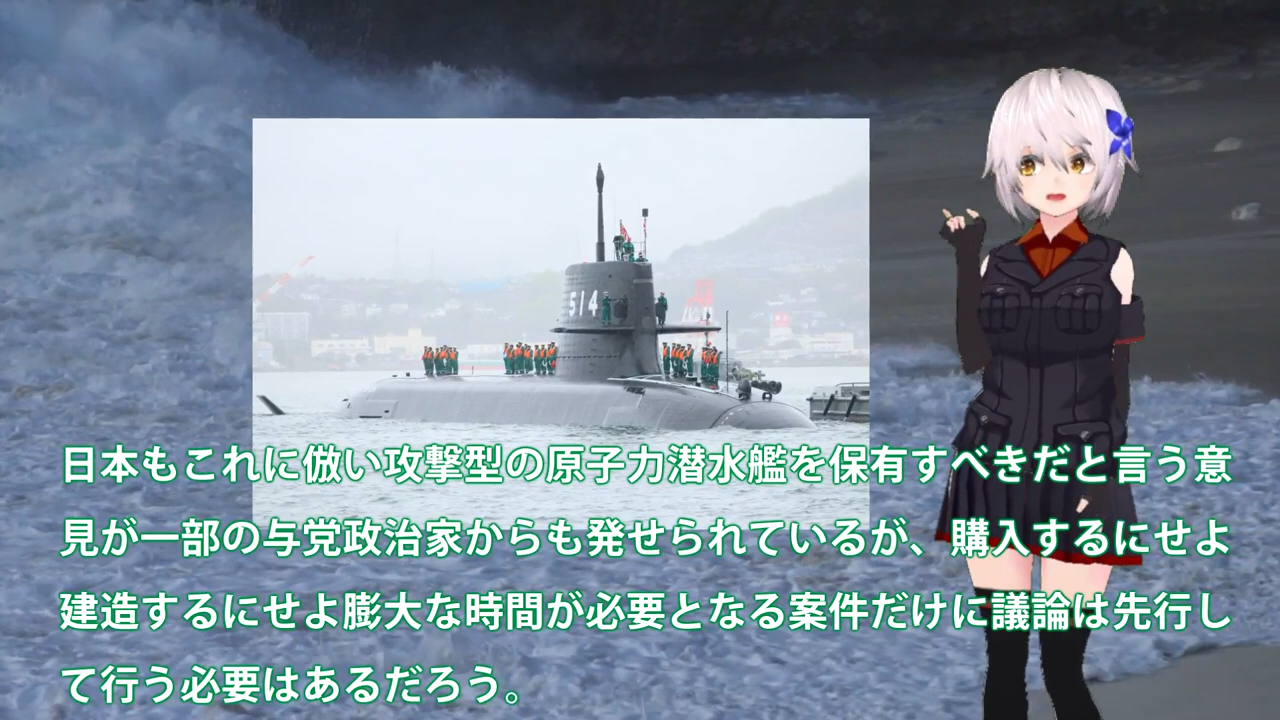 514
日本もこれに倣い攻撃型の原子力潜水艦を保有すべきだと言う意
見が一部の与党政治家からも発せられているが、購入するにせよ
建造するにせよ膨大な時間が必要となる案件だけに議論は先行し
て行う必要はあるだろう。